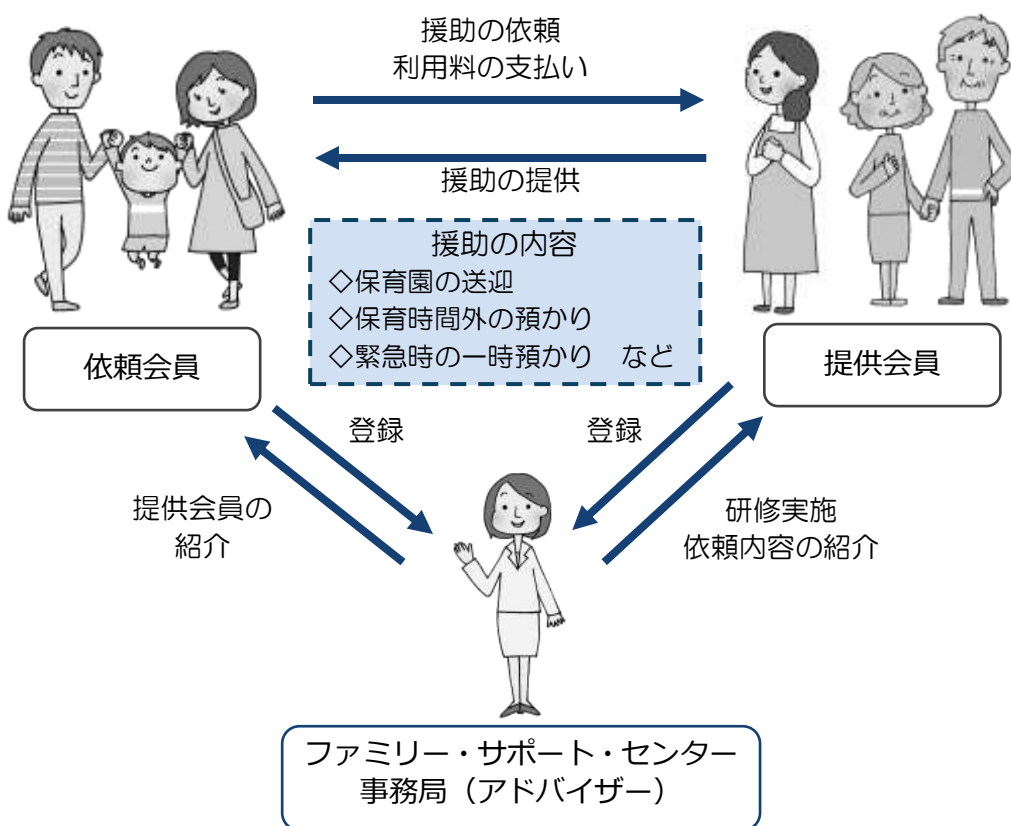 援助の依頼
利用料の支払い
援助の提供
援助の内容
◇保育園の送迎
◇保育時間外の預かり
◇緊急時の一時預かり　など
依頼会員
提供会員
登録
登録
提供会員の
紹介
研修実施
依頼内容の紹介
ファミリー・サポート・センター
事務局（アドバイザー）